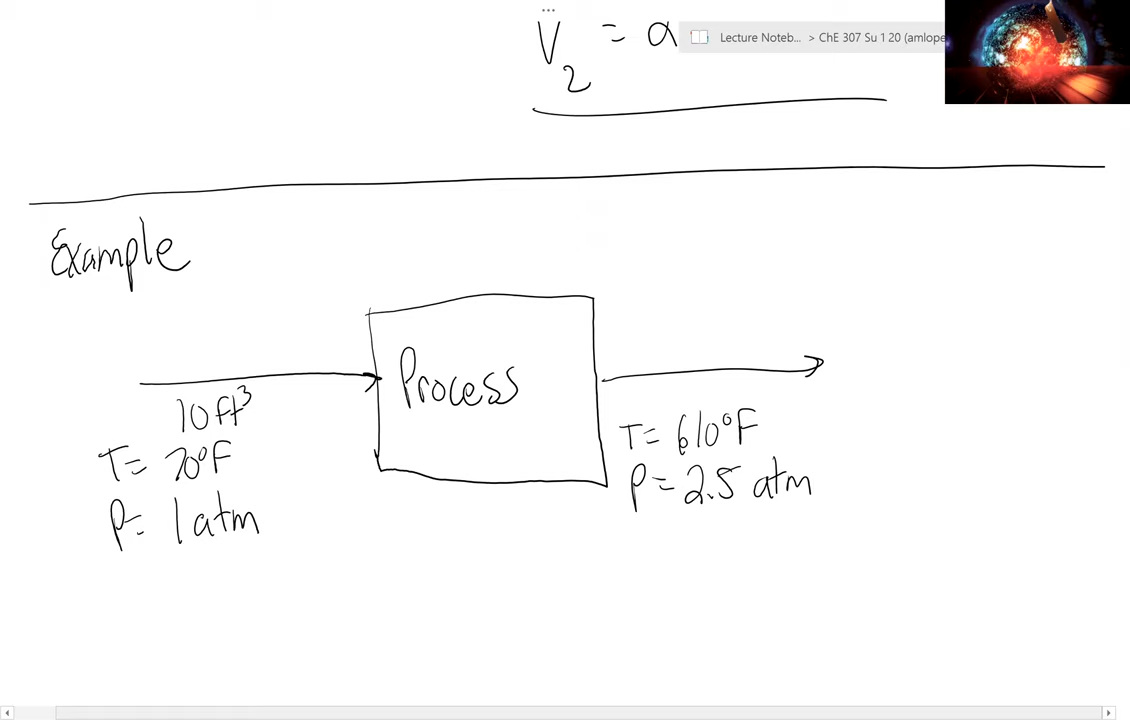 V₂ = α
Lecture Noteb... > ChE 307 Su 1 20 (amlope
Example
Process
10 ft³
T= 70°F
P= 1 atm
T= 610°F
P= 2.5 atm